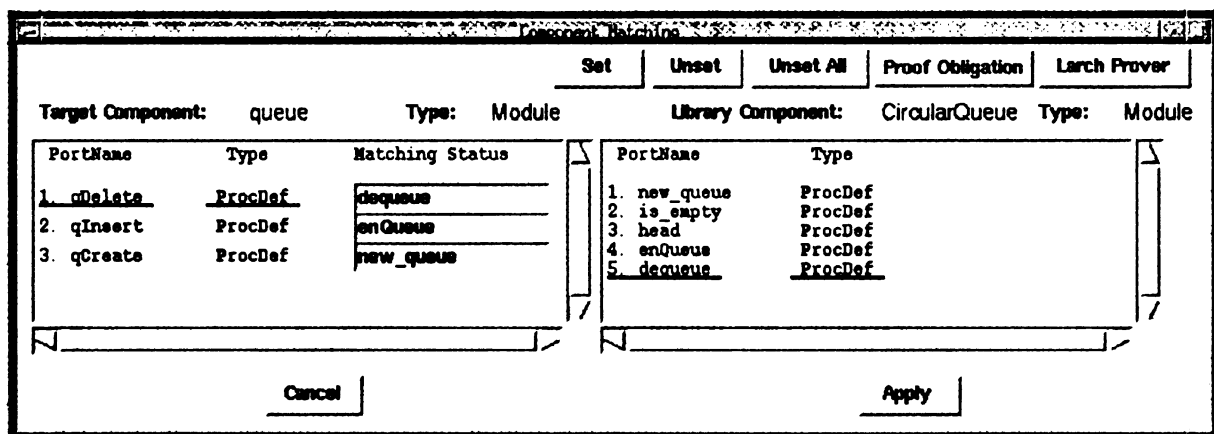 Component Matching
Set Unset Unset All Proof Obligation Larch Prover
Target Component: queue Type: Module Library Component: CircularQueue Type: Module
PortName Type Matching Status
1. qDelete ProcDef dequeue
2. qInsert ProcDef enQueue
3. qCreate ProcDef new_queue
PortName Type
1. new_queue ProcDef
2. is_empty ProcDef
3. head ProcDef
4. enQueue ProcDef
5. dequeue ProcDef
Cancel Apply